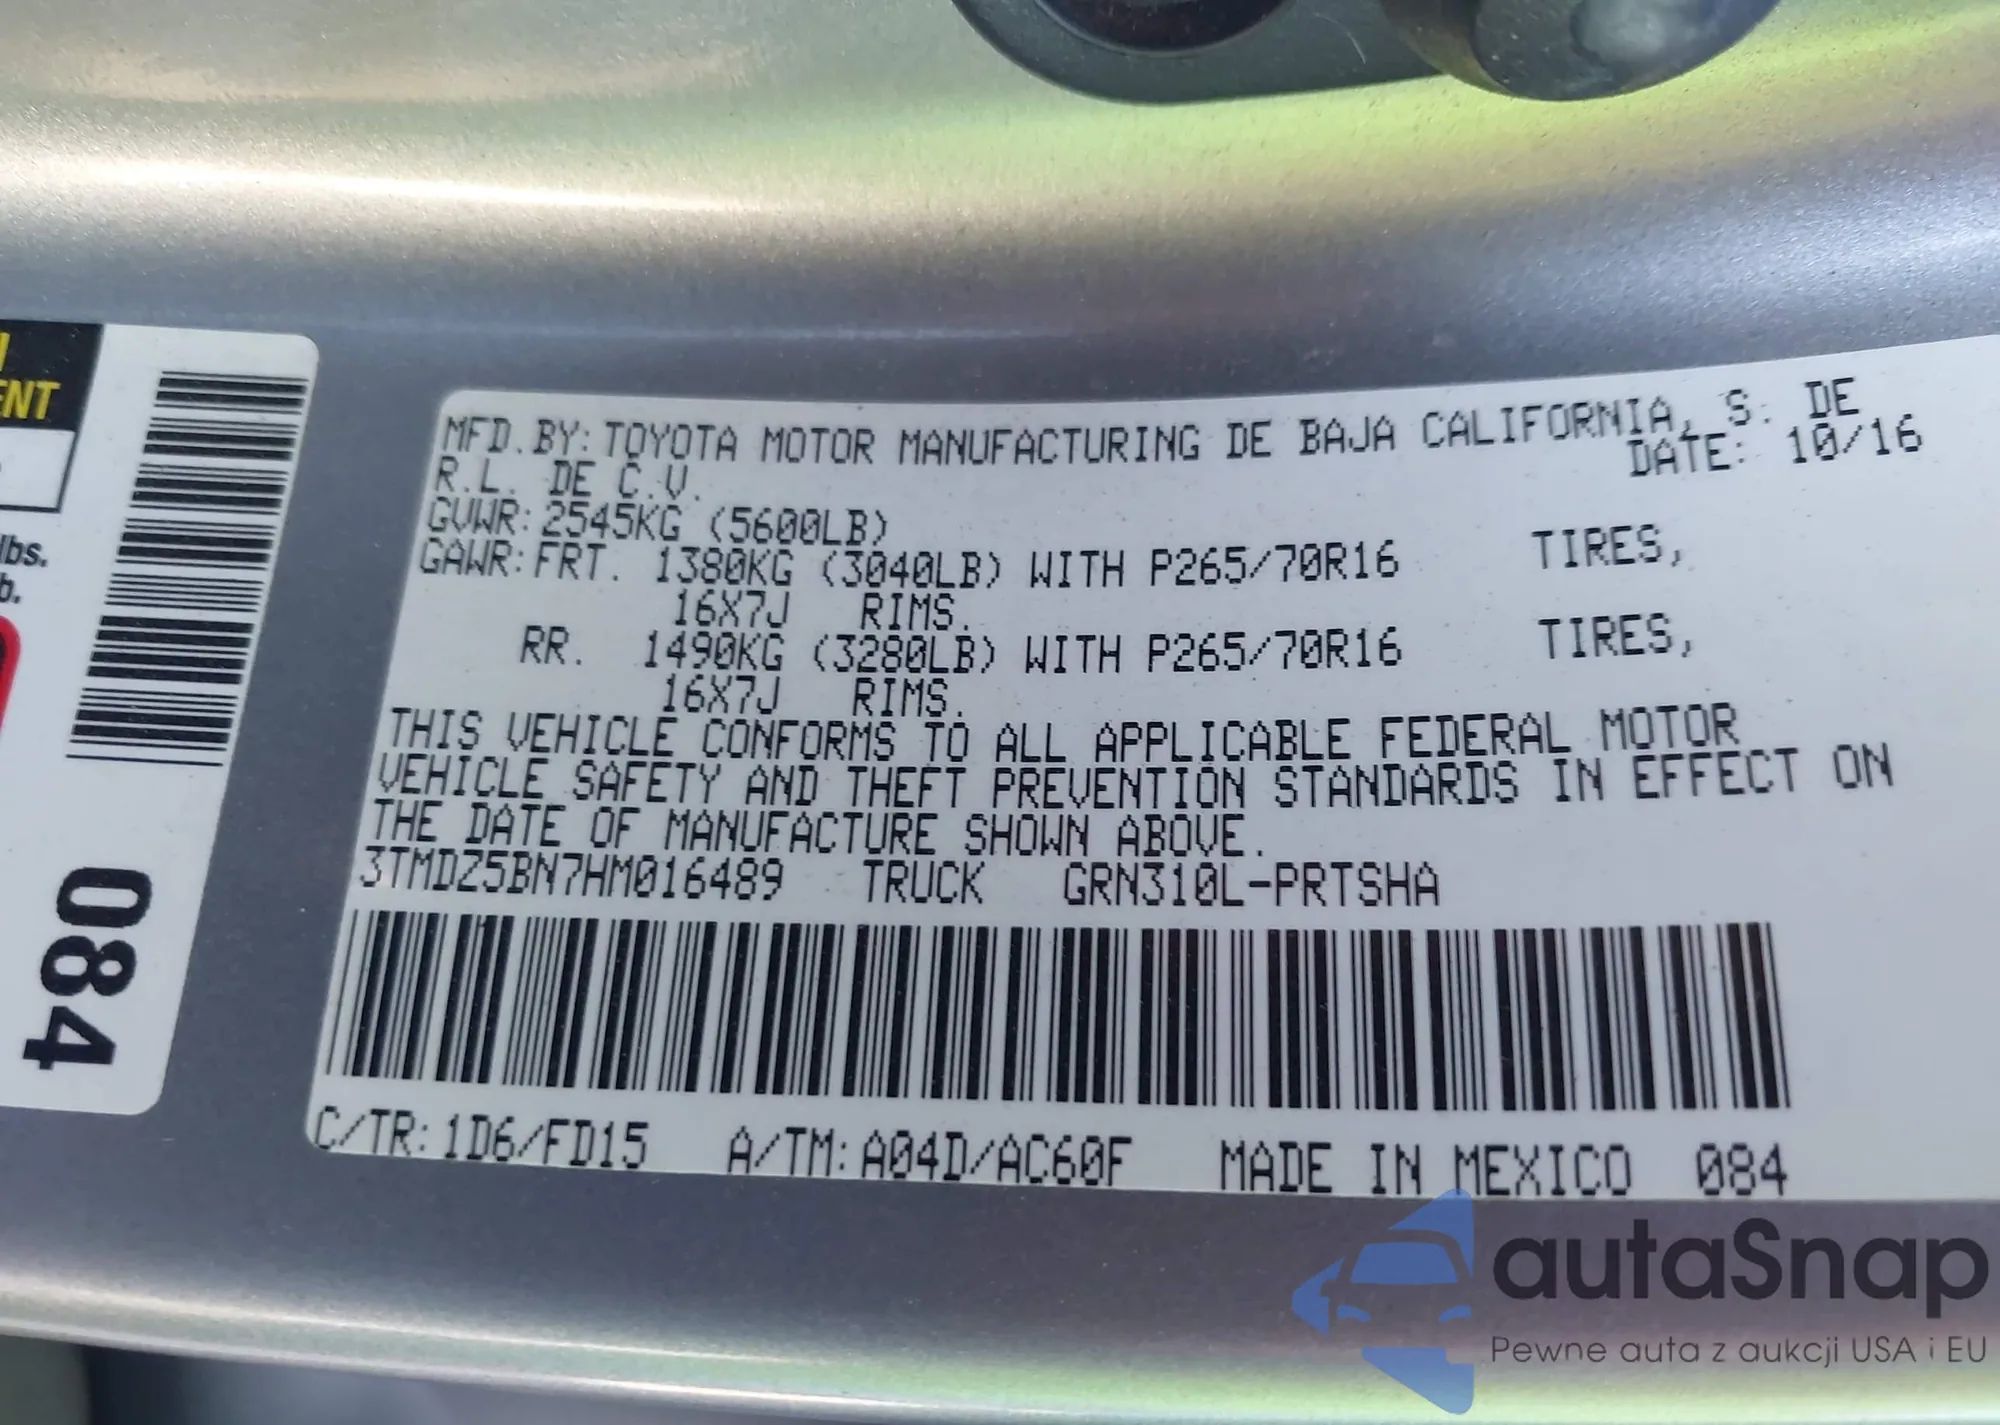 ENT
lbs.
b.
084
MFD.BY:TOYOTA MOTOR MANUFACTURING DE BAJA CALIFORNIA, S. DE
R.L. DE C.V. DATE: 10/16
GVWR:2545KG (5600LB)
GAWR:FRT. 1380KG (3040LB) WITH P265/70R16 TIRES,
16X7J RIMS.
RR. 1490KG (3280LB) WITH P265/70R16 TIRES,
16X7J RIMS.
THIS VEHICLE CONFORMS TO ALL APPLICABLE FEDERAL MOTOR
VEHICLE SAFETY AND THEFT PREVENTION STANDARDS IN EFFECT ON
THE DATE OF MANUFACTURE SHOWN ABOVE.
3TMDZ5BN7HM016489 TRUCK GRN310L-PRTSHA
C/TR:1D6/FD15 A/TM:A04D/AC60F MADE IN MEXICO 084
autaSnap
Pewne auta z aukcji USA i EU